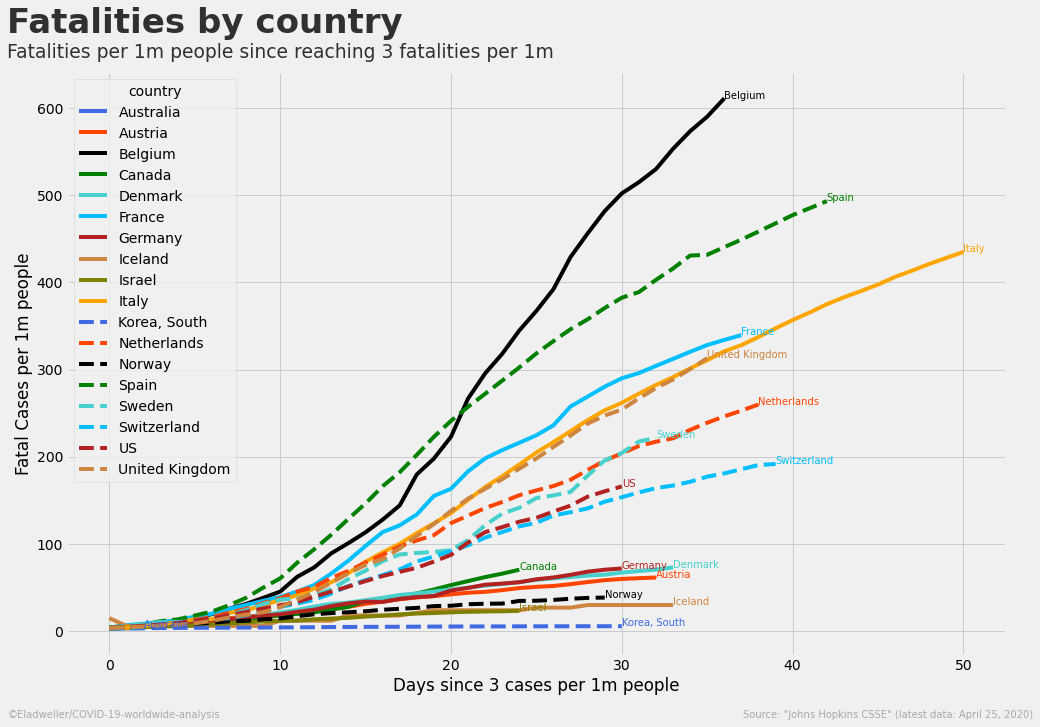 Fatalities by country
Fatalities per 1m people since reaching 3 fatalities per 1m
Fatal Cases per 1m people
600
500
400
300
200
100
0
country
Australia
Austria
Belgium
Canada
Denmark
France
Germany
Iceland
Israel
Italy
Korea, South
Netherlands
Norway
Spain
Sweden
Switzerland
US
United Kingdom
Belgium
Spain
Italy
France
United Kingdom
Netherlands
Sweden
Switzerland
US
Canada
Germany
Denmark
Austria
Norway
Iceland
Israel
Korea, South
Australia
0 10 20 30 40 50
Days since 3 cases per 1m people
©Eladweller/COVID-19-worldwide-analysis
Source: "Johns Hopkins CSSE" (latest data: April 25, 2020)